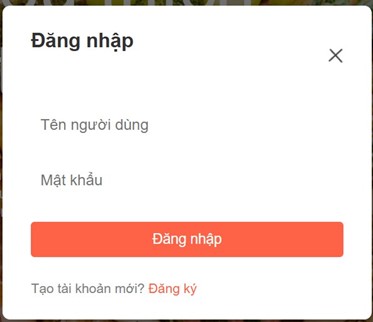 Đăng nhập
Tên người dùng
Mật khẩu
Đăng nhập
Tạo tài khoản mới? Đăng ký